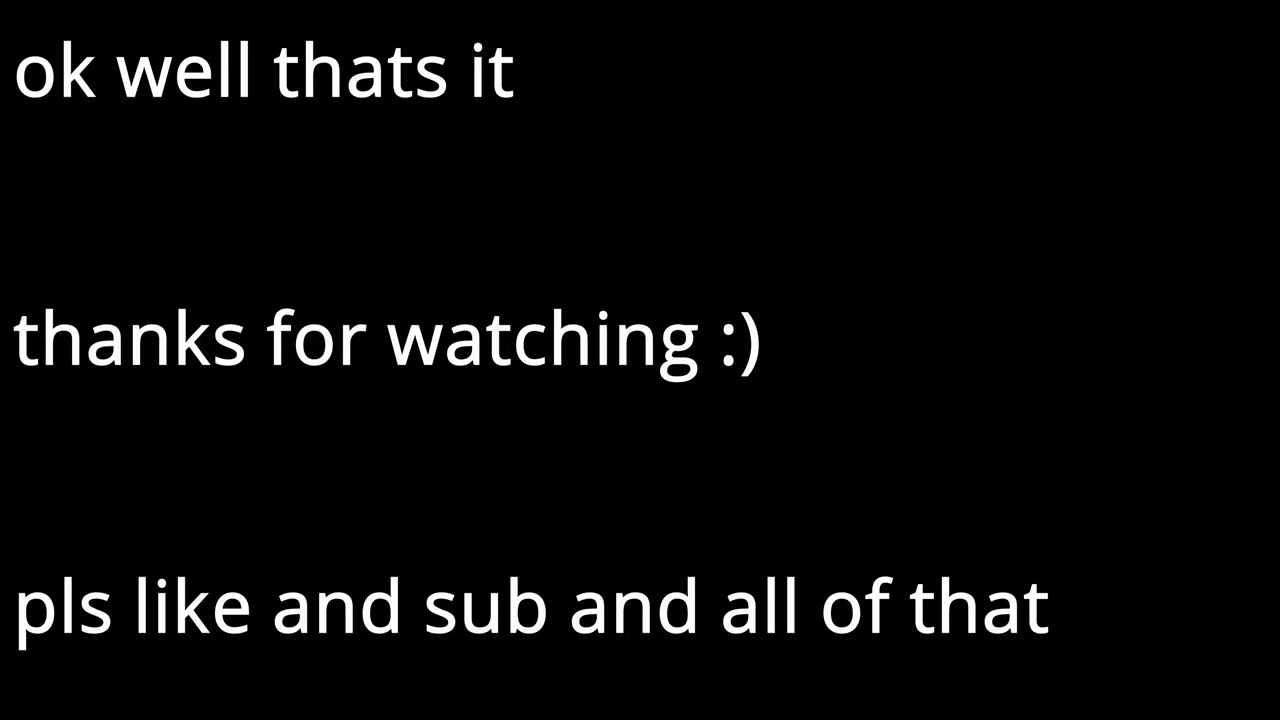 ok well thats it
thanks for watching :)
pls like and sub and all of that